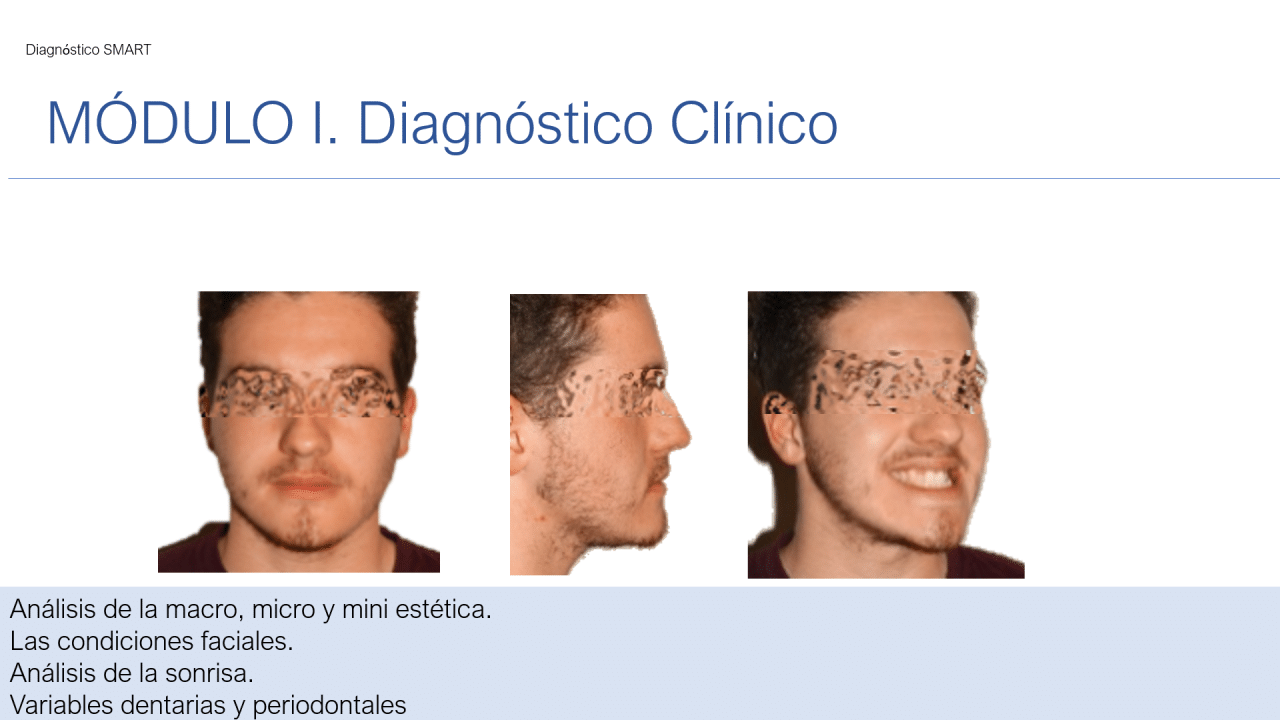 Diagnóstico SMART
MÓDULO I. Diagnóstico Clínico
Análisis de la macro, micro y mini estética.
Las condiciones faciales.
Análisis de la sonrisa.
Variables dentarias y periodontales